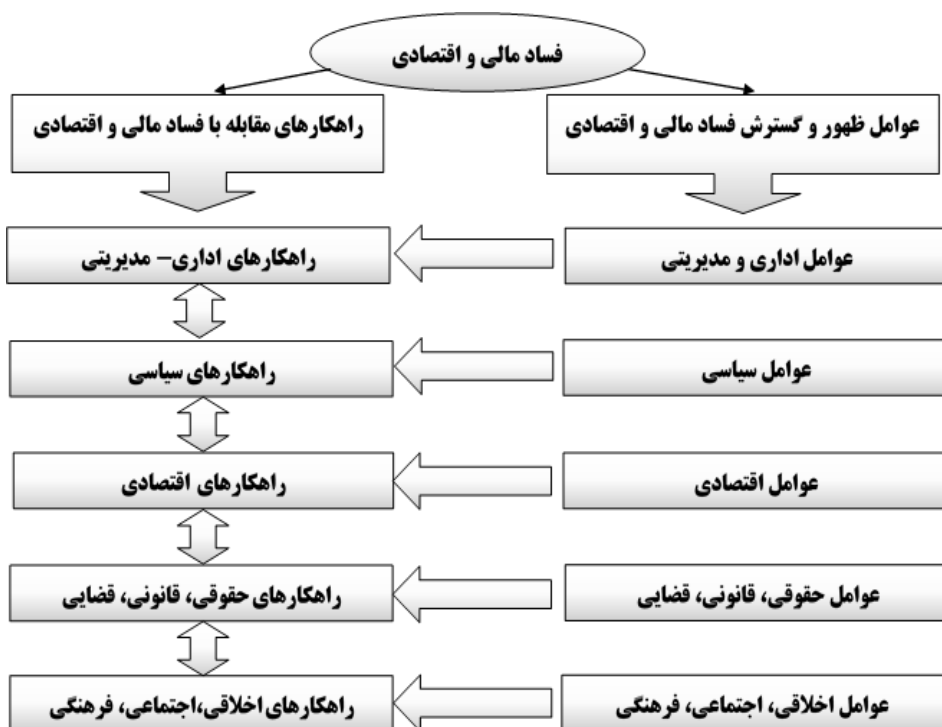 فساد مالی و اقتصادی
عوامل ظهور و گسترش فساد مالی و اقتصادی
راهکارهای مقابله با فساد مالی و اقتصادی
عوامل اداری و مدیریتی
راهکارهای اداری- مدیریتی
عوامل سیاسی
راهکارهای سیاسی
عوامل اقتصادی
راهکارهای اقتصادی
عوامل حقوقی، قانونی، قضایی
راهکارهای حقوقی، قانونی، قضایی
عوامل اخلاقی، اجتماعی، فرهنگی
راهکارهای اخلاقی،اجتماعی، فرهنگی